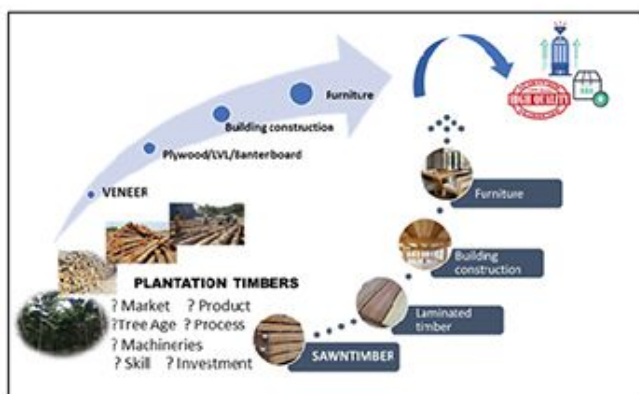 Furniture
Building construction
Plywood/LVL/Banterboard
VENEER
HIGH QUALITY
Furniture
Building
construction
PLANTATION TIMBERS
? Market ? Product
?Tree Age ? Process
? Machineries
? Skill ? Investment
Laminated
timber
SAWNTIMBER